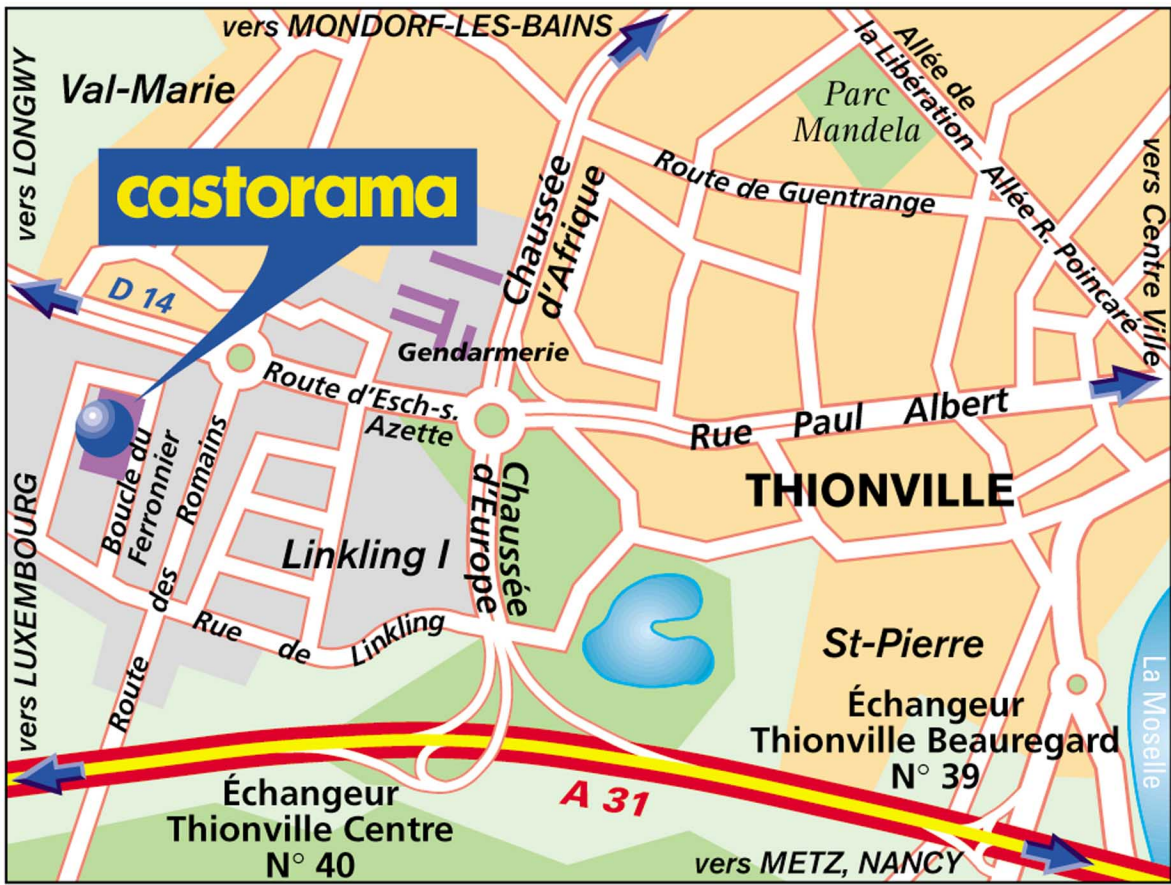 vers MONDORF-LES-BAINS
vers LONGWY
Val-Marie
castorama
Allée de
la Libération
Parc
Mandela
vers Centre Ville
Route de Guentrange
Allée R. Poincaré
Chaussée
d'Afrique
D 14
Gendarmerie
Route d'Esch-s.
Azette
Rue Paul Albert
Boucle du
Ferronnier
Route des Romains
THIONVILLE
vers LUXEMBOURG
Linkling I
Chaussée
d'Europe
Rue de Linkling
St-Pierre
La Moselle
Échangeur
Thionville Beauregard
N° 39
A 31
Échangeur
Thionville Centre
N° 40
vers METZ, NANCY